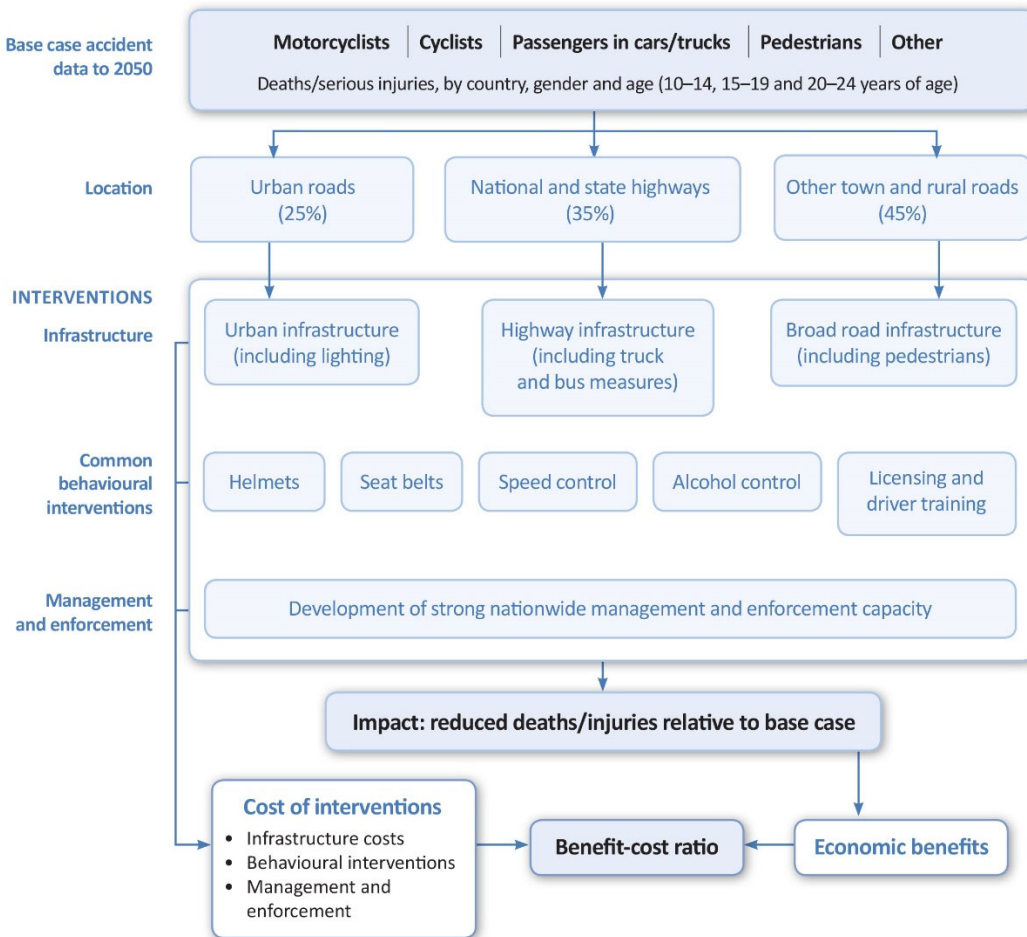 Base case accident
data to 2050
Motorcyclists | Cyclists | Passengers in cars/trucks | Pedestrians | Other
Deaths/serious injuries, by country, gender and age (10–14, 15–19 and 20–24 years of age)
Location
Urban roads
(25%)
National and state highways
(35%)
Other town and rural roads
(45%)
INTERVENTIONS
Infrastructure
Urban infrastructure
(including lighting)
Highway infrastructure
(including truck
and bus measures)
Broad road infrastructure
(including pedestrians)
Common
behavioural
interventions
Helmets
Seat belts
Speed control
Alcohol control
Licensing and
driver training
Management
and enforcement
Development of strong nationwide management and enforcement capacity
Impact: reduced deaths/injuries relative to base case
Cost of interventions
• Infrastructure costs
• Behavioural interventions
• Management and
enforcement
Benefit-cost ratio
Economic benefits